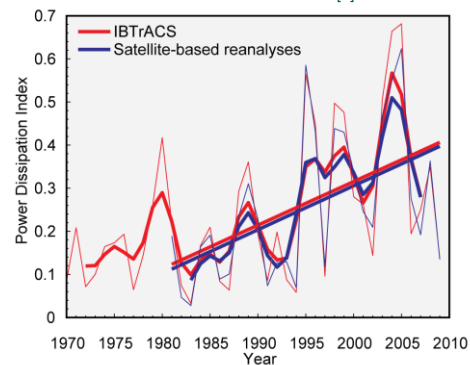 0.7
IBTrACS
Satellite-based reanalyses
0.6
0.5
0.4
0.3
0.2
0.1
0
Power Dissipation Index
1970 1975 1980 1985 1990 1995 2000 2005 2010
Year